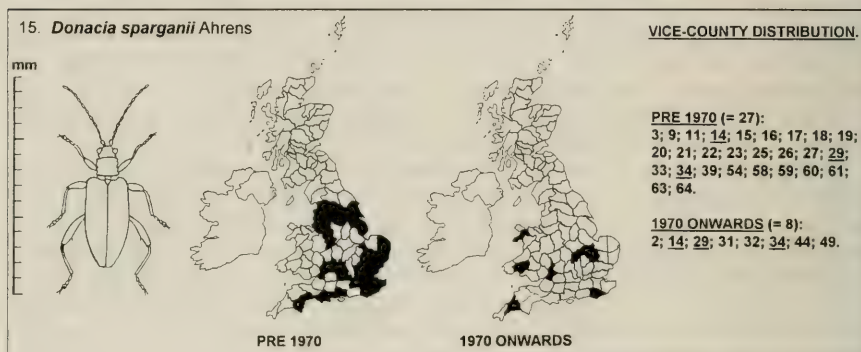 15. Donacia sparganii Ahrens
mm
PRE 1970
1970 ONWARDS
VICE-COUNTY DISTRIBUTION.
PRE 1970 (= 27):
3; 9; 11; 14; 15; 16; 17; 18; 19;
20; 21; 22; 23; 25; 26; 27; 29;
33; 34; 39; 54; 58; 59; 60; 61;
63; 64.
1970 ONWARDS (= 8):
2; 14; 29; 31; 32; 34; 44; 49.